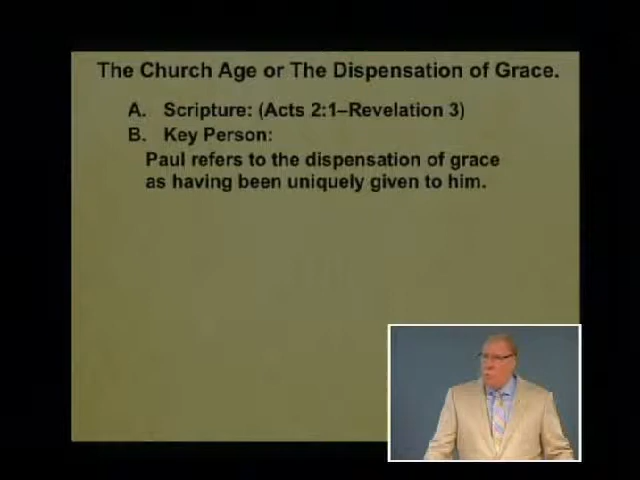 The Church Age or The Dispensation of Grace.
A. Scripture: (Acts 2:1–Revelation 3)
B. Key Person:
Paul refers to the dispensation of grace
as having been uniquely given to him.